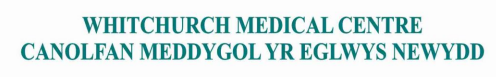 WHITCHURCH MEDICAL CENTRE
CANOLFAN MEDDYGOL YR EGLWYS NEWYDD